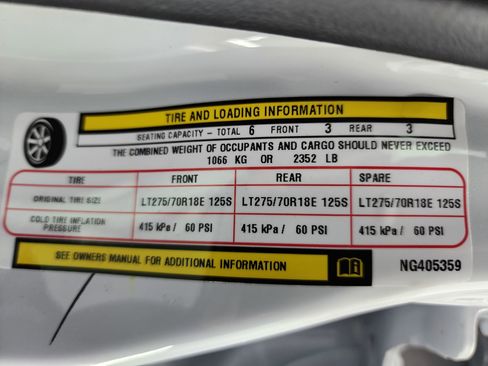 TIRE AND LOADING INFORMATION
SEATING CAPACITY - TOTAL 6 FRONT 3 REAR 3
THE COMBINED WEIGHT OF OCCUPANTS AND CARGO SHOULD NEVER EXCEED
1066 KG OR 2352 LB
TIRE FRONT REAR SPARE
ORIGINAL TIRE SIZE LT275/70R18E 125S LT275/70R18E 125S LT275/70R18E 125S
COLD TIRE INFLATION PRESSURE 415 kPa / 60 PSI 415 kPa / 60 PSI 415 kPa / 60 PSI
SEE OWNERS MANUAL FOR ADDITIONAL INFORMATION NG405359